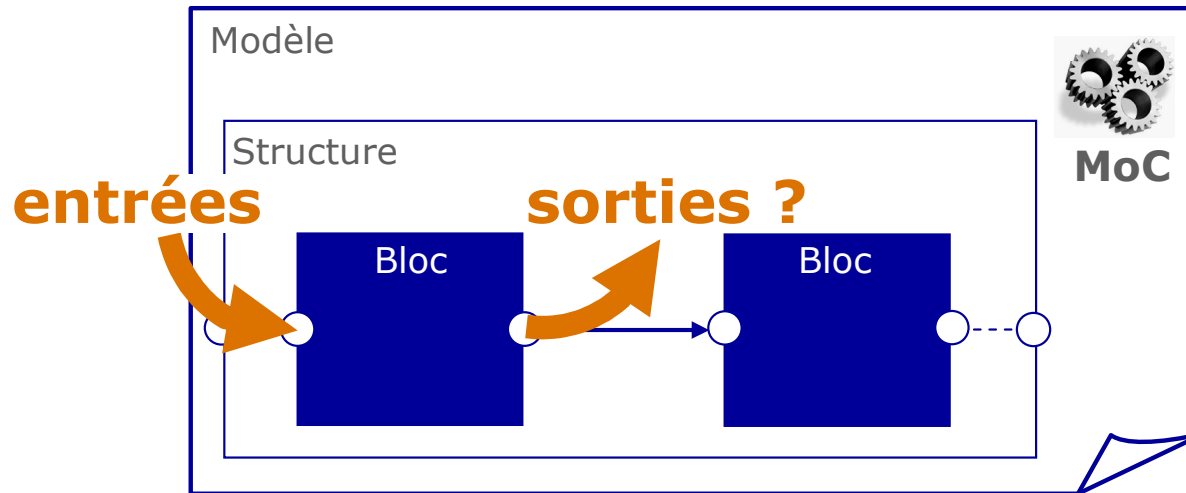 Modèle
Structure
MoC
entrées
sorties ?
Bloc
Bloc